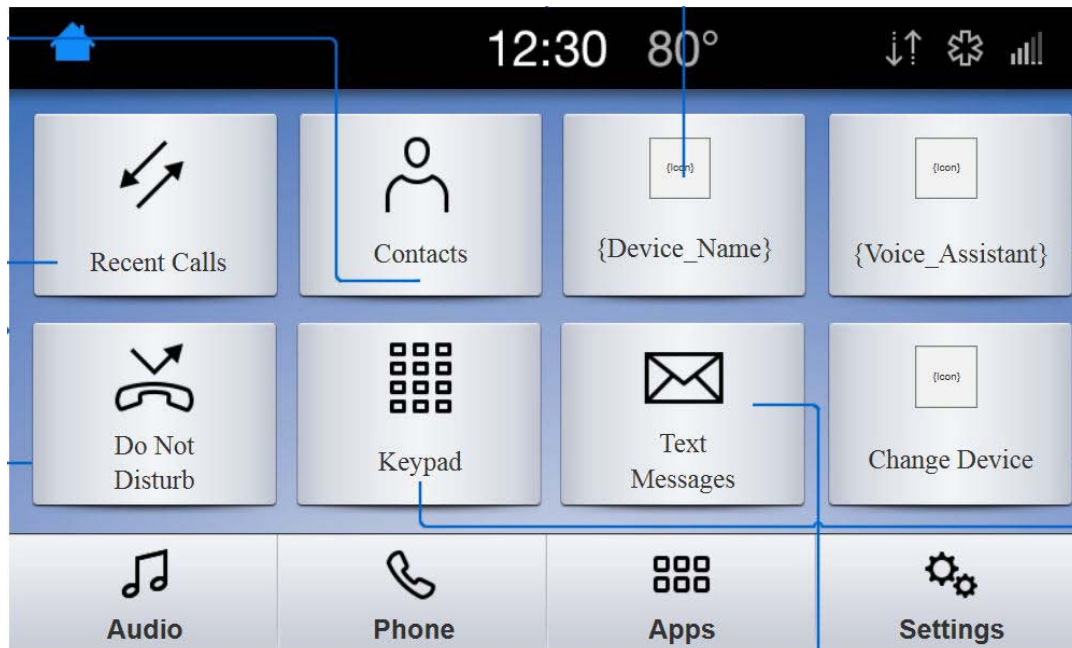 12:30 80°
{Icon}
{Icon}
Recent Calls
Contacts
{Device_Name}
{Voice_Assistant}
{Icon}
Do Not
Disturb
Keypad
Text
Messages
Change Device
Audio
Phone
Apps
Settings